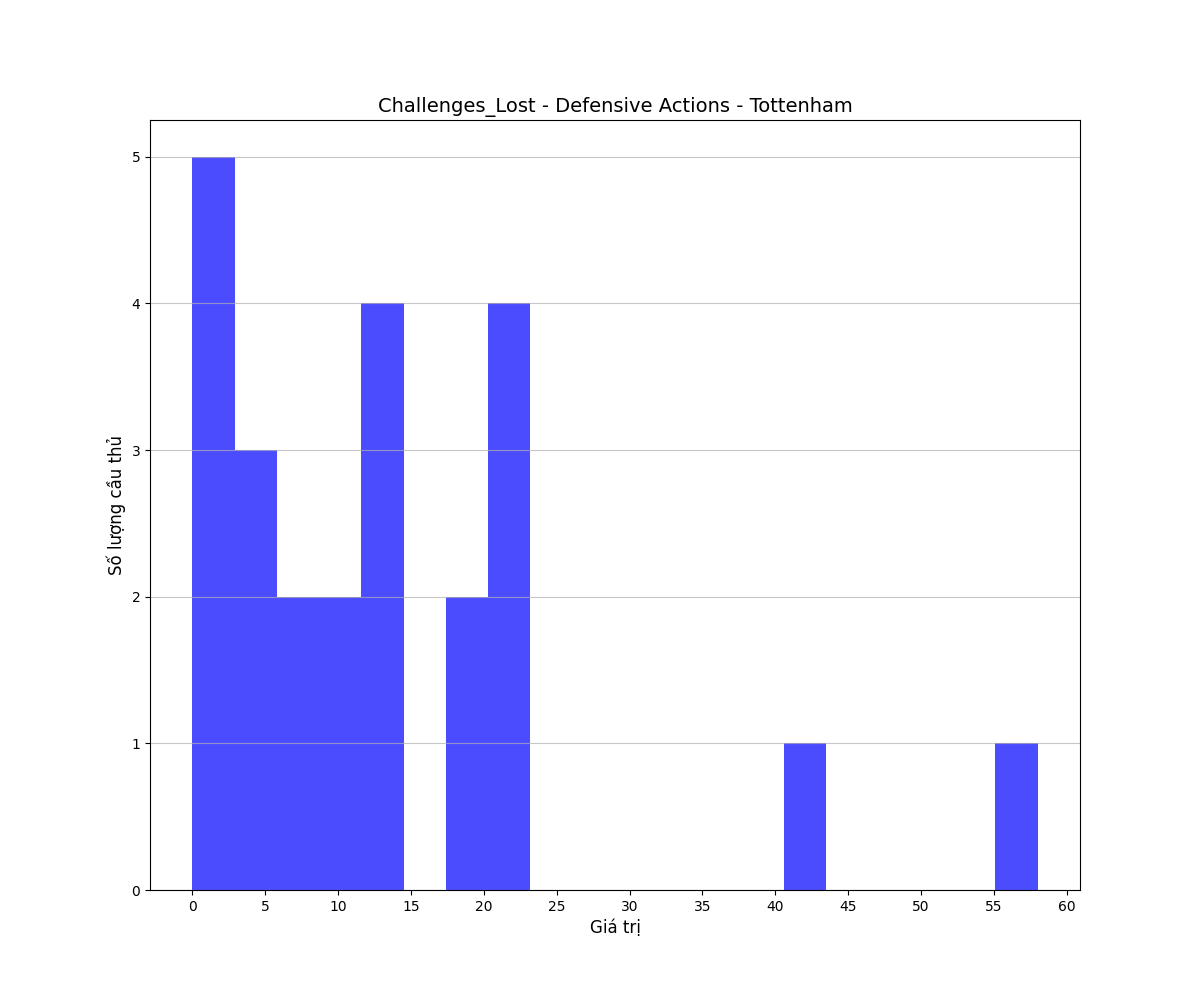 Challenges_Lost - Defensive Actions - Tottenham
5
4
3
2
1
0
Số lượng cầu thủ
0 5 10 15 20 25 30 35 40 45 50 55 60
Giá trị